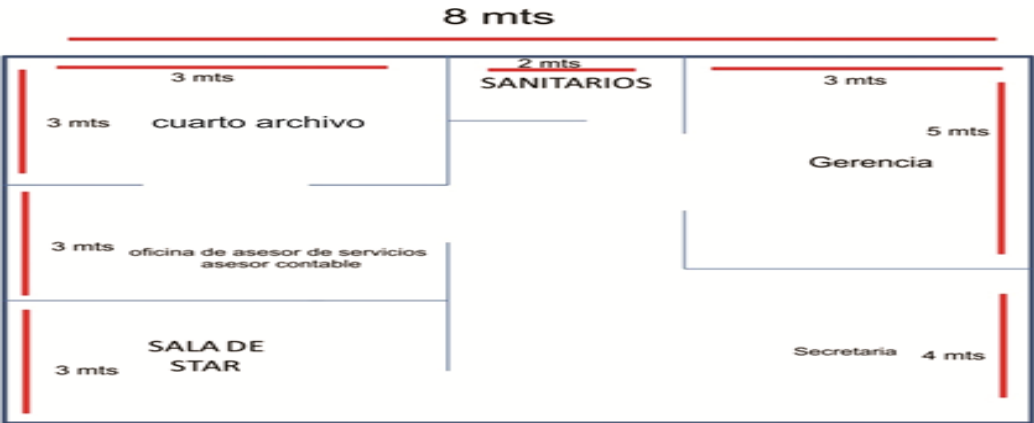 8 mts
3 mts
2 mts
SANITARIOS
3 mts
3 mts
cuarto archivo
5 mts
Gerencia
3 mts
oficina de asesor de servicios
asesor contable
SALA DE
STAR
3 mts
Secretaria
4 mts